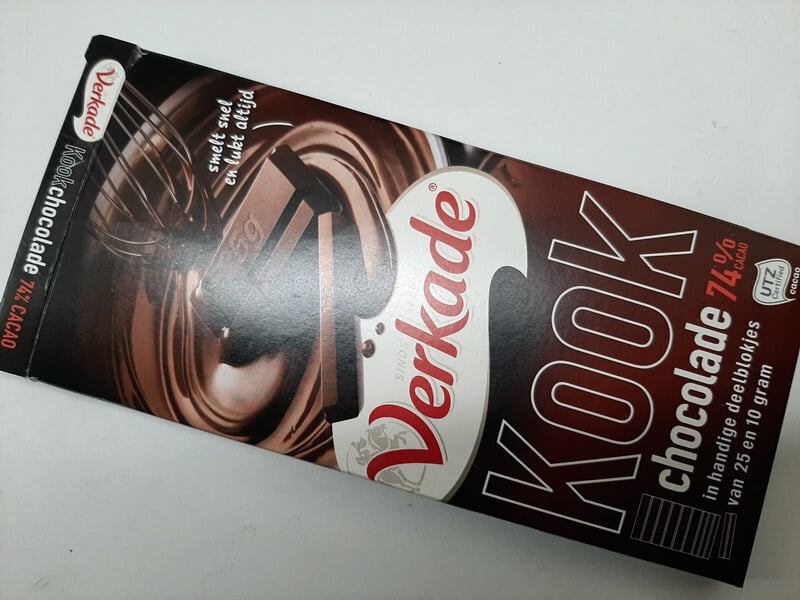 Verkade
Kookchocolade 74% CACAO
smelt snel
en lukt altijd
25g
SINDS 1886
Verkade®
KOOK
chocolade 74%
CACAO
in handige deelblokjes
van 25 en 10 gram
UTZ
Certified
cacao